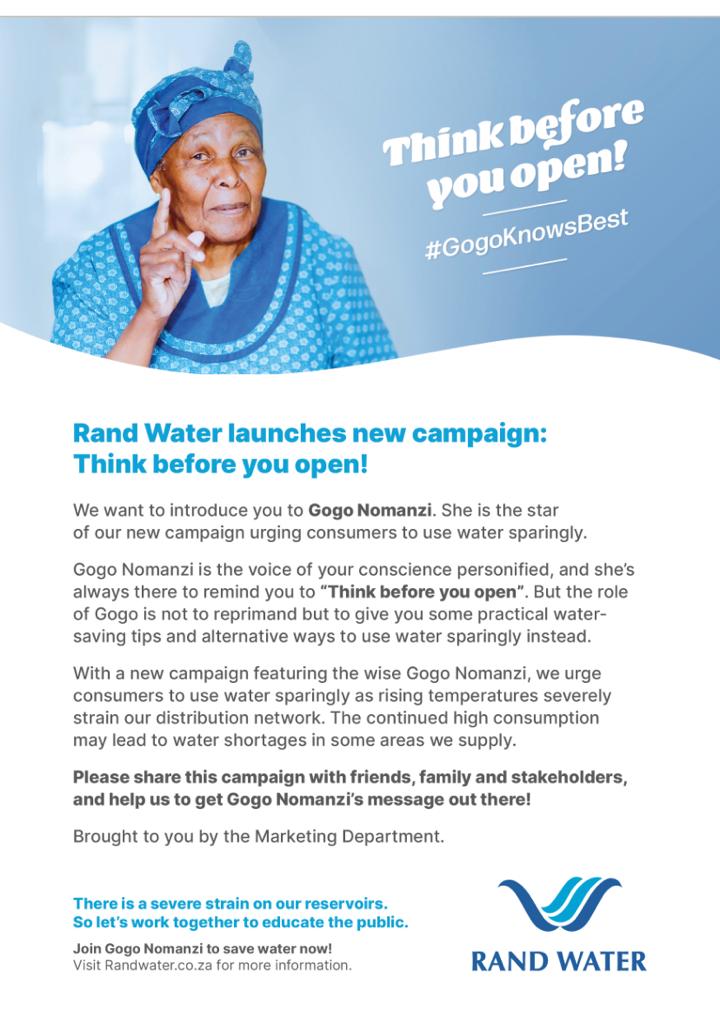 Think before
you open!
#GogoKnowsBest
Rand Water launches new campaign:
Think before you open!
We want to introduce you to Gogo Nomanzi. She is the star
of our new campaign urging consumers to use water sparingly.
Gogo Nomanzi is the voice of your conscience personified, and she's
always there to remind you to “Think before you open”. But the role
of Gogo is not to reprimand but to give you some practical water-
saving tips and alternative ways to use water sparingly instead.
With a new campaign featuring the wise Gogo Nomanzi, we urge
consumers to use water sparingly as rising temperatures severely
strain our distribution network. The continued high consumption
may lead to water shortages in some areas we supply.
Please share this campaign with friends, family and stakeholders,
and help us to get Gogo Nomanzi's message out there!
Brought to you by the Marketing Department.
There is a severe strain on our reservoirs.
So let's work together to educate the public.
Join Gogo Nomanzi to save water now!
Visit Randwater.co.za for more information.
RAND WATER